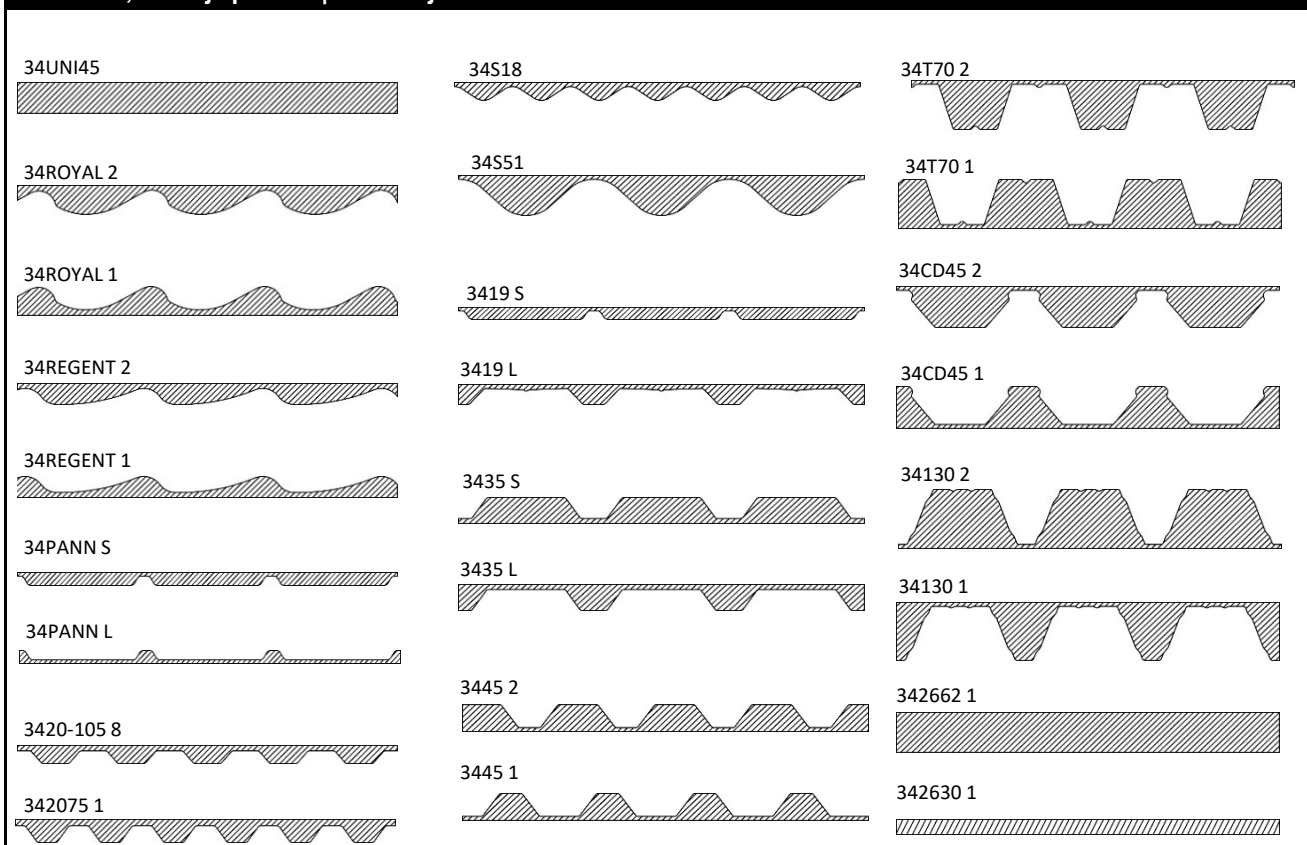 34UNI45
34ROYAL 2
34ROYAL 1
34REGENT 2
34REGENT 1
34PANN S
34PANN L
3420-105 8
342075 1
34S18
34S51
3419 S
3419 L
3435 S
3435 L
3445 2
3445 1
34T70 2
34T70 1
34CD45 2
34CD45 1
34130 2
34130 1
342662 1
342630 1